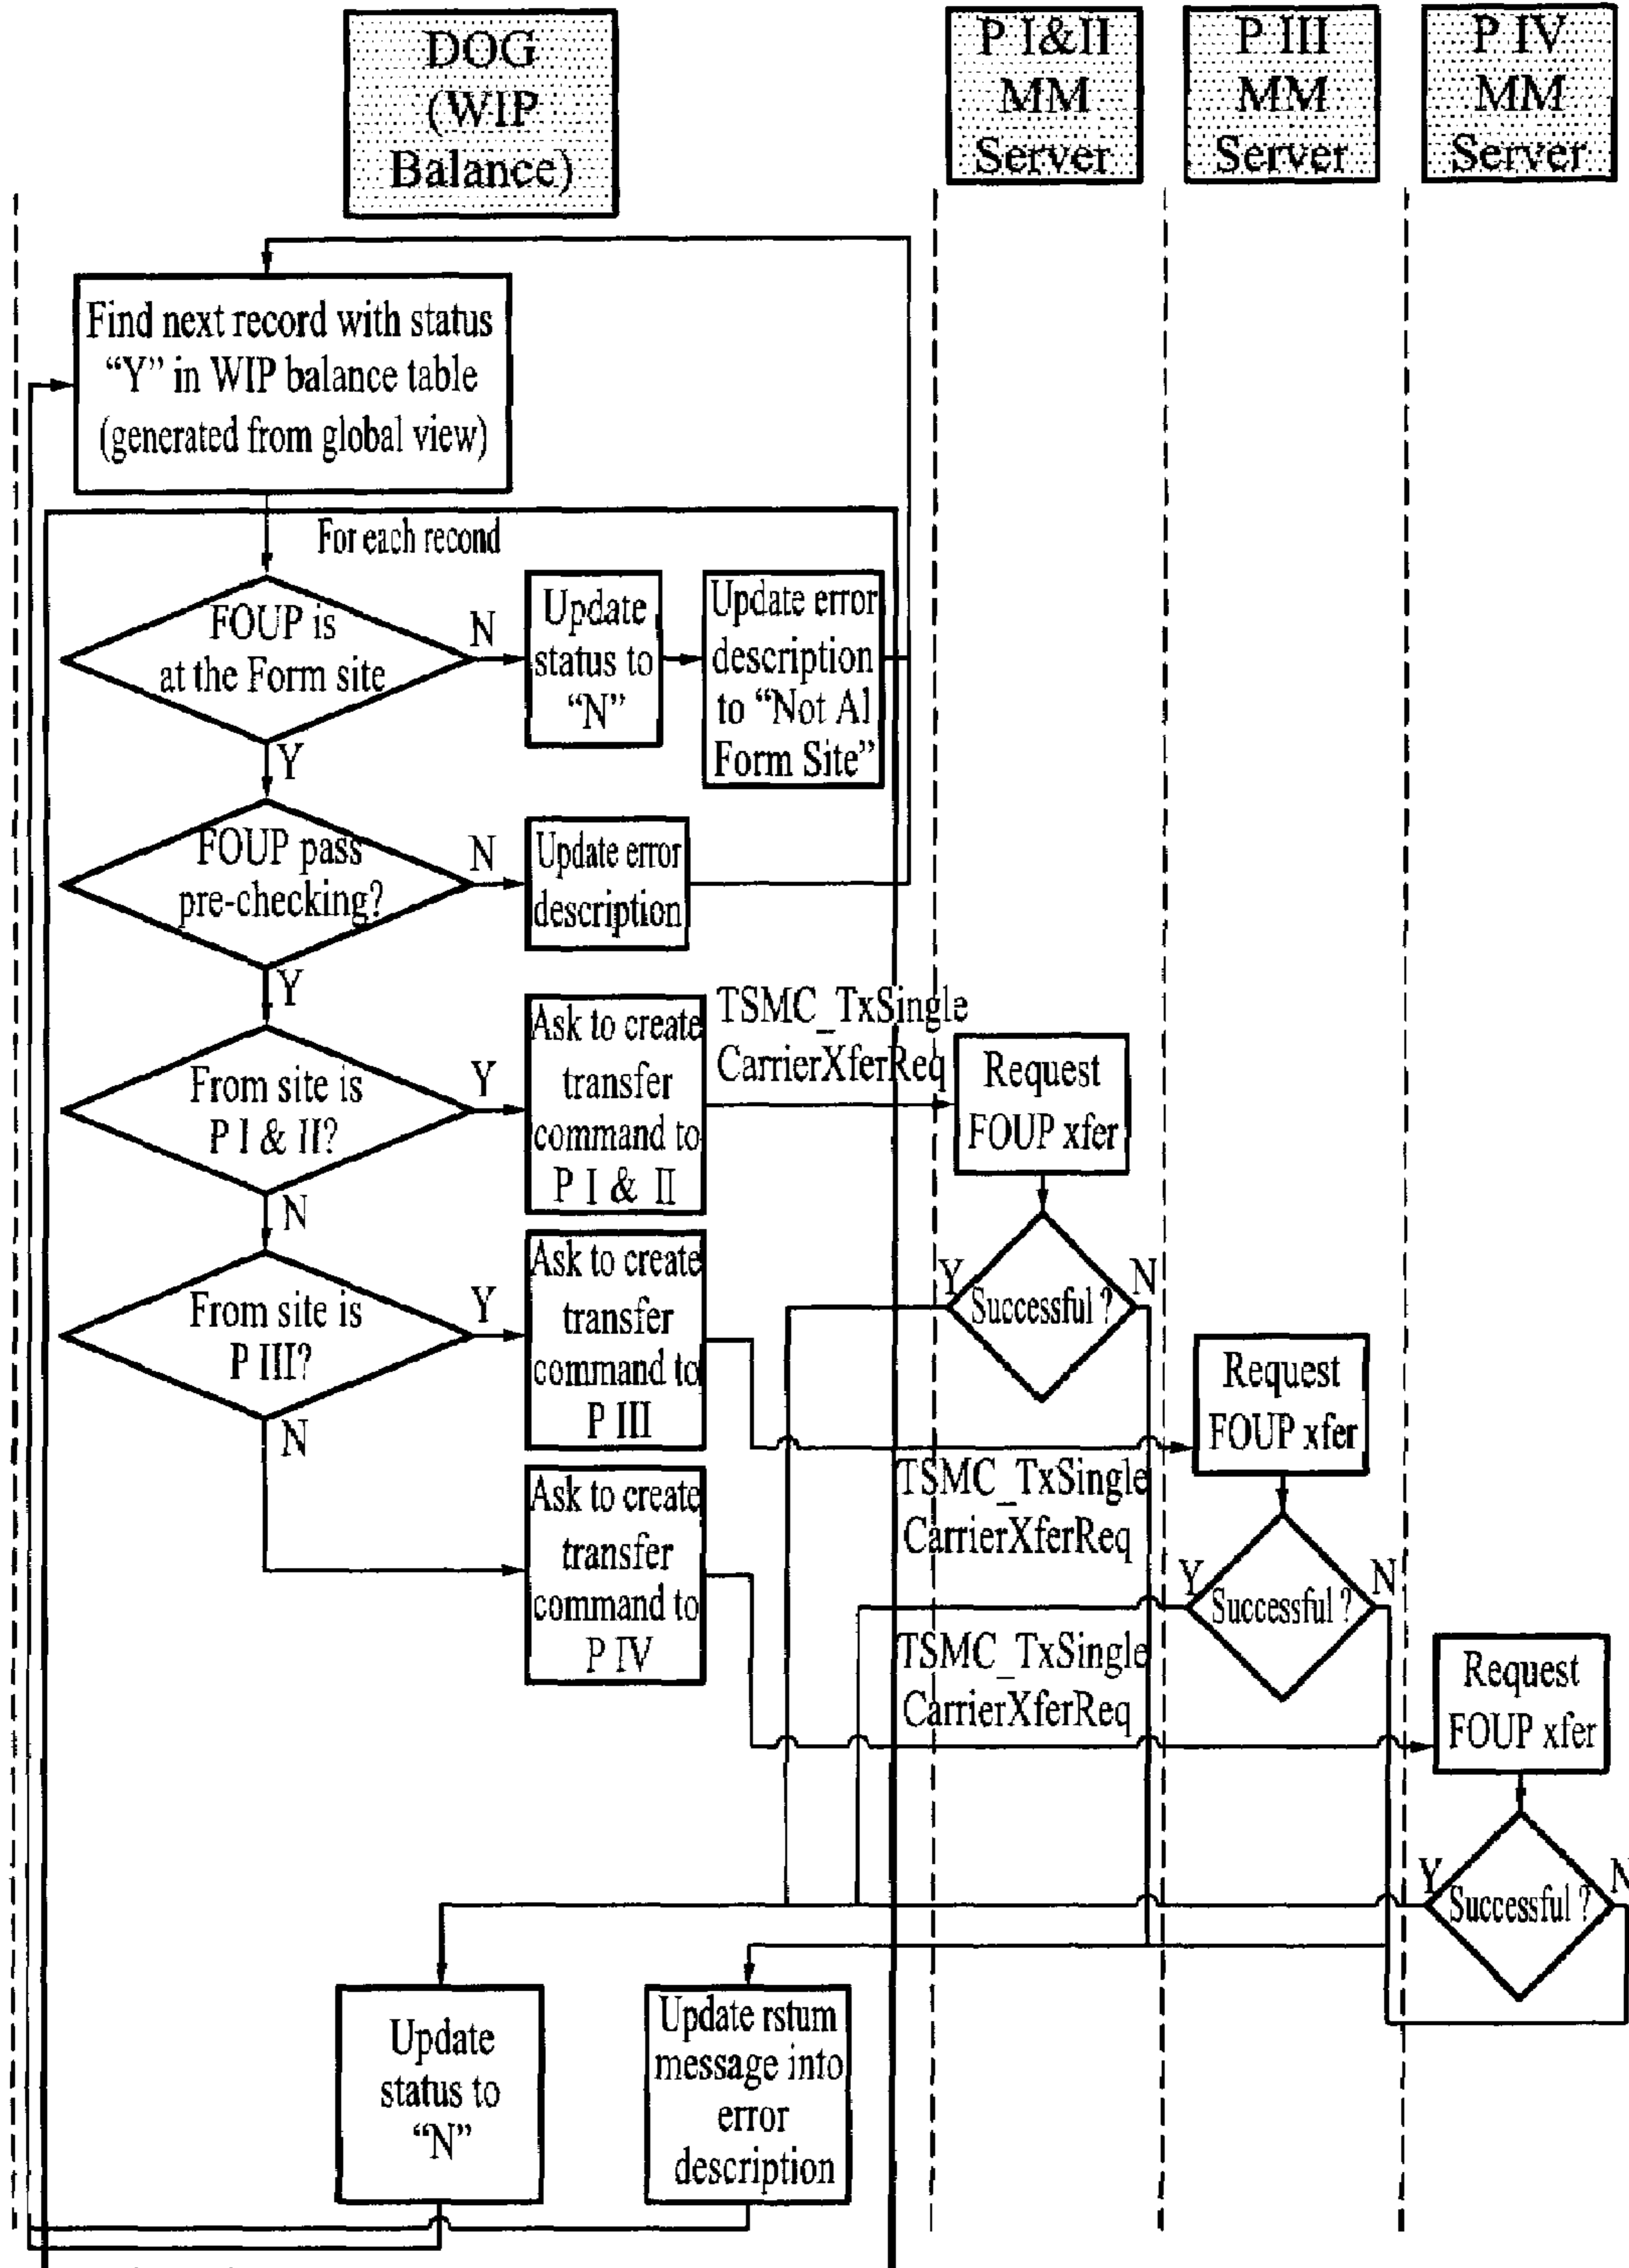 DOG
(WIP
Balance)
P I&II
MM
Server
P III
MM
Server
P IV
MM
Server
Find next record with status
“Y” in WIP balance table
(generated from global view)
For each recond
FOUP is
at the Form site
N
Y
Update
status to
“N”
Update error
description
to “Not Al
Form Site”
FOUP pass
pre-checking?
N
Y
Update error
description
From site is
P I & II?
Y
N
Ask to create
transfer
command to
P I & II
TSMC_TxSingle
CarrierXferReq
Request
FOUP xfer
Successful ?
Y
N
From site is
P III?
Y
N
Ask to create
transfer
command to
P III
TSMC_TxSingle
CarrierXferReq
Request
FOUP xfer
Successful ?
Y
N
Ask to create
transfer
command to
P IV
TSMC_TxSingle
CarrierXferReq
Request
FOUP xfer
Successful ?
Y
N
Update
status to
“N”
Update rstum
message into
error
description